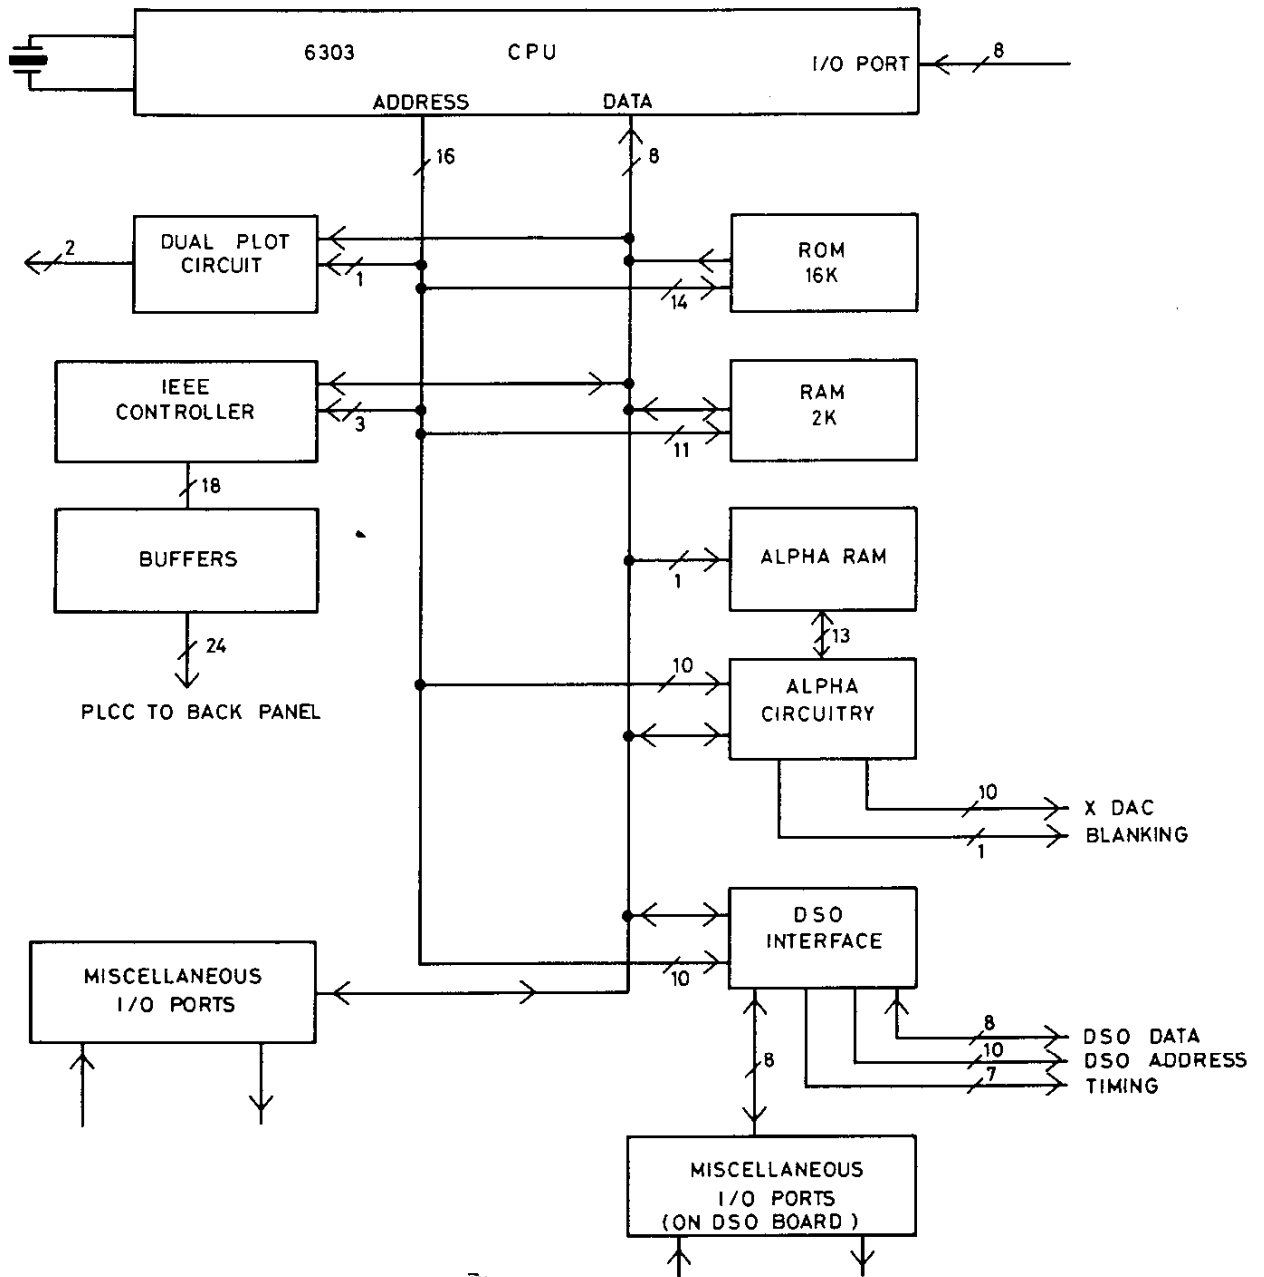 6303 CPU
I/O PORT
8
ADDRESS
DATA
16
8
DUAL PLOT
CIRCUIT
2
1
ROM
16K
14
IEEE
CONTROLLER
3
RAM
2K
11
18
BUFFERS
24
PLCC TO BACK PANEL
ALPHA RAM
1
13
10
ALPHA
CIRCUITRY
10
X DAC
BLANKING
1
DSO
INTERFACE
10
MISCELLANEOUS
I/O PORTS
8
DSO DATA
10
DSO ADDRESS
7
TIMING
8
MISCELLANEOUS
I/O PORTS
(ON DSO BOARD)